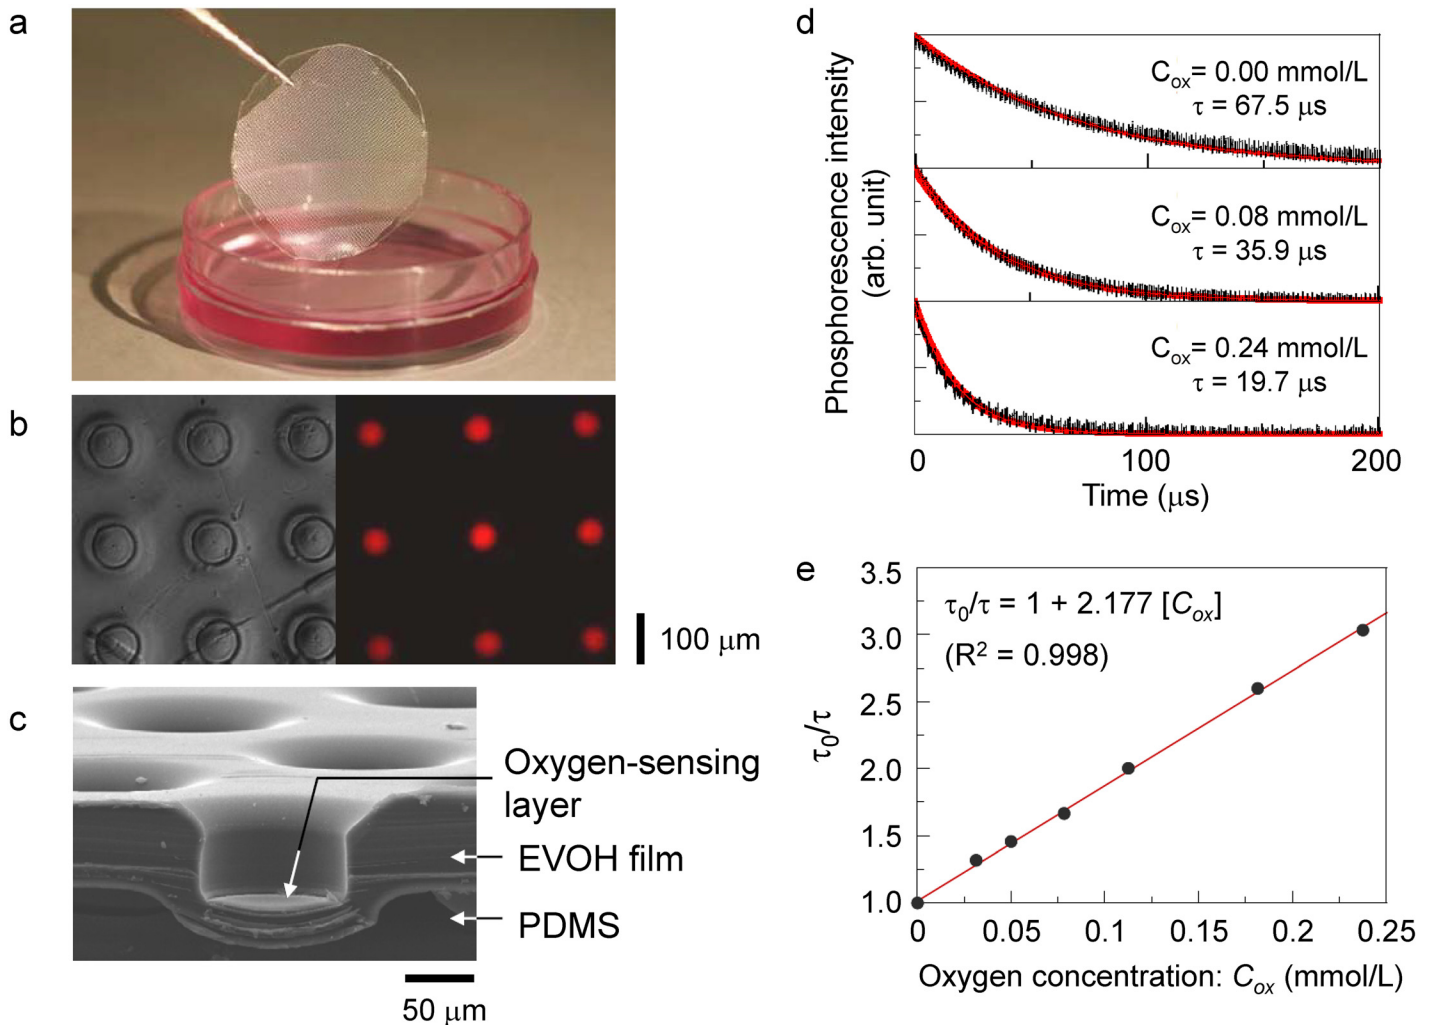 a
b
100 μm
c
Oxygen-sensing
layer
EVOH film
PDMS
50 μm
d
Phosphorescence intensity
(arb. unit)
Cox= 0.00 mmol/L
τ = 67.5 μs
Cox= 0.08 mmol/L
τ = 35.9 μs
Cox= 0.24 mmol/L
τ = 19.7 μs
0 100 200
Time (μs)
e
τ0/τ
3.5
3.0
2.5
2.0
1.5
1.0
τ0/τ = 1 + 2.177 [Cox]
(R² = 0.998)
0 0.05 0.1 0.15 0.2 0.25
Oxygen concentration: Cox (mmol/L)